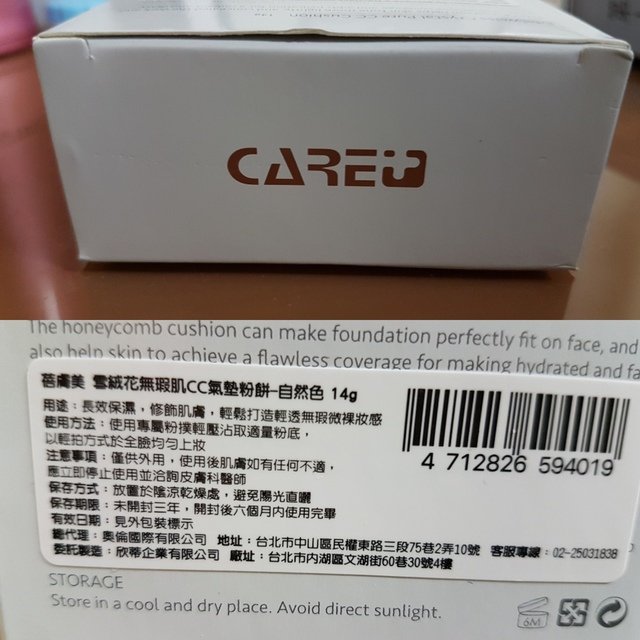 Crystal Pure CC Cushion
CAREU
The honeycomb cushion can make foundation perfectly fit on face, and
also help skin to achieve a flawless coverage for making hydrated and fa
蓓膚美 雪絨花無瑕肌CC氣墊粉餅-自然色 14g
用途：長效保濕，修飾肌膚，輕鬆打造輕透無瑕微裸妝感
使用方法：使用專屬粉撲輕壓沾取適量粉底，
以輕拍方式於全臉均勻上妝
注意事項：僅供外用，使用後肌膚如有任何不適，
應立即停止使用並洽詢皮膚科醫師
保存方式：放置於陰涼乾燥處，避免陽光直曬
保存期限：未開封三年，開封後六個月內使用完畢
有效日期：見外包裝標示
總代理：奧倫國際有限公司 地址：台北市中山區民權東路三段75巷2弄10號 客服專線：02-25031838
委託製造：欣蒂企業有限公司 廠址：台北市內湖區文湖街60巷30號4樓
4 712826 594019
STORAGE
Store in a cool and dry place. Avoid direct sunlight.
6M